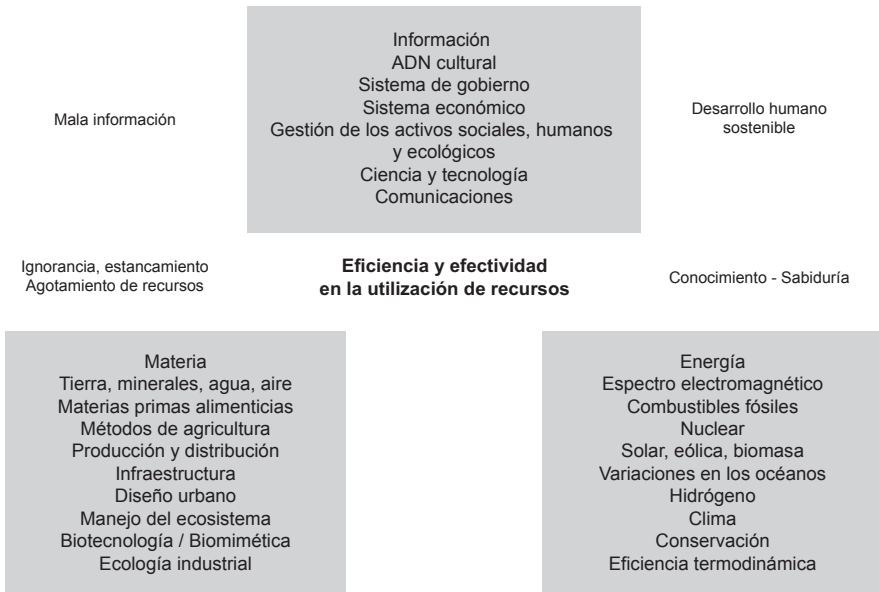 Información
ADN cultural
Sistema de gobierno
Sistema económico
Gestión de los activos sociales, humanos
y ecológicos
Ciencia y tecnología
Comunicaciones
Mala información
Desarrollo humano
sostenible
Ignorancia, estancamiento
Agotamiento de recursos
Eficiencia y efectividad
en la utilización de recursos
Conocimiento - Sabiduría
Materia
Tierra, minerales, agua, aire
Materias primas alimenticias
Métodos de agricultura
Producción y distribución
Infraestructura
Diseño urbano
Manejo del ecosistema
Biotecnología / Biomimética
Ecología industrial
Energía
Espectro electromagnético
Combustibles fósiles
Nuclear
Solar, eólica, biomasa
Variaciones en los océanos
Hidrógeno
Clima
Conservación
Eficiencia termodinámica